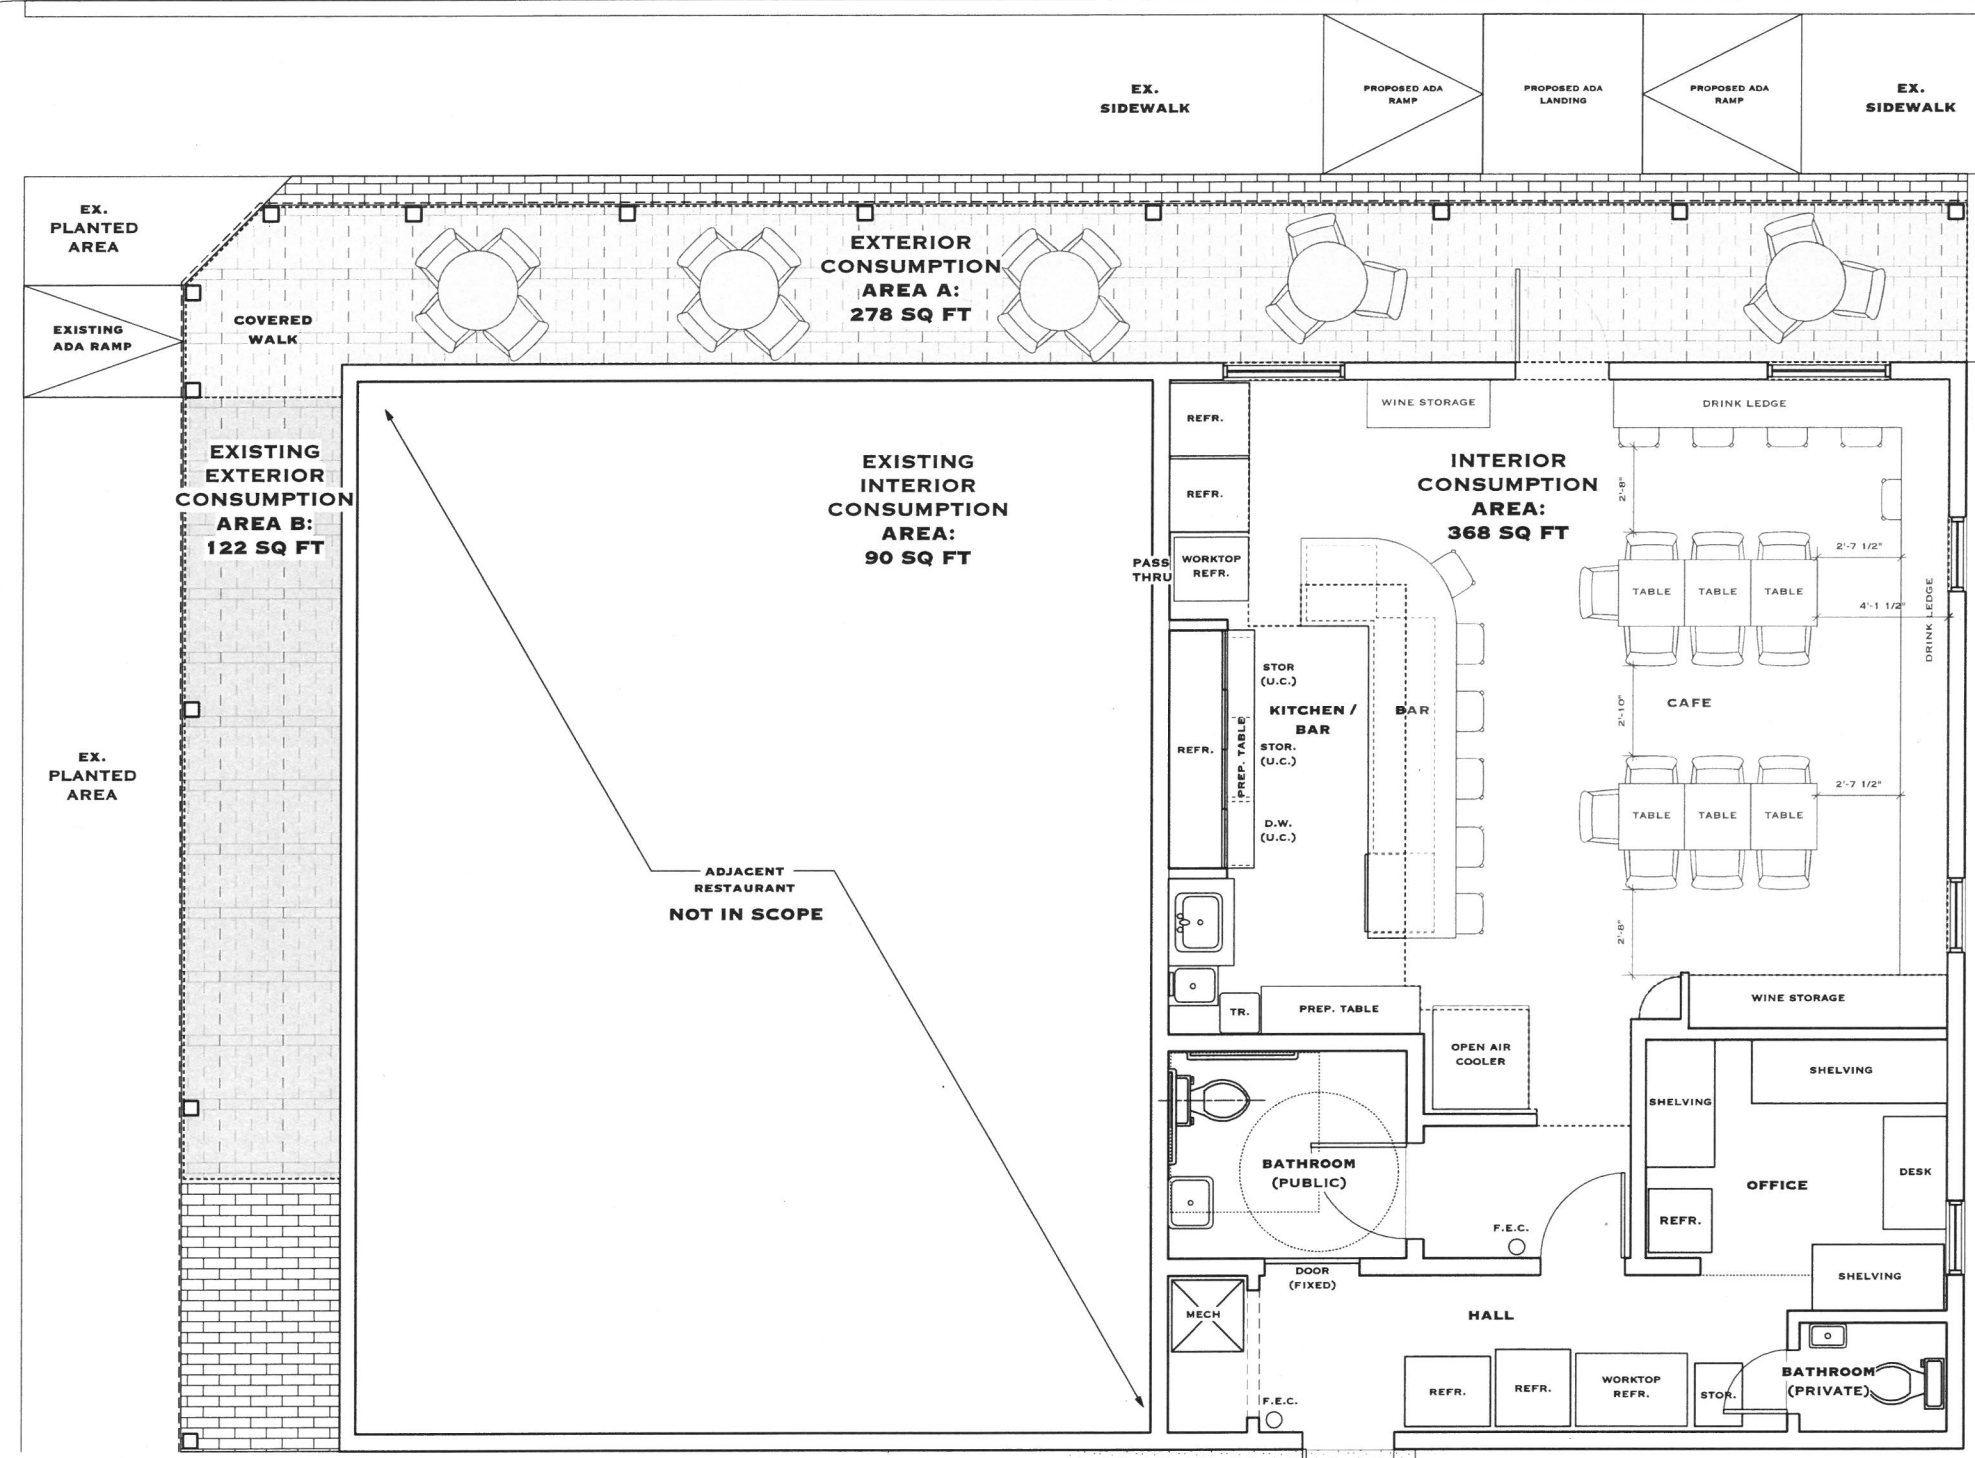 EX.
SIDEWALK
PROPOSED ADA
RAMP
PROPOSED ADA
LANDING
PROPOSED ADA
RAMP
EX.
SIDEWALK
EX.
PLANTED
AREA
EXISTING
ADA RAMP
COVERED
WALK
EXTERIOR
CONSUMPTION
AREA A:
278 SQ FT
EXISTING
EXTERIOR
CONSUMPTION
AREA B:
122 SQ FT
EX.
PLANTED
AREA
EXISTING
INTERIOR
CONSUMPTION
AREA:
90 SQ FT
ADJACENT
RESTAURANT
NOT IN SCOPE
PASS
THRU
REFR.
REFR.
WORKTOP
REFR.
WINE STORAGE
DRINK LEDGE
INTERIOR
CONSUMPTION
AREA:
368 SQ FT
2'-8"
2'-7 1/2"
4'-1 1/2"
DRINK LEDGE
TABLE
TABLE
TABLE
STOR
(U.C.)
KITCHEN /
BAR
BAR
REFR.
PREP. TABLE
STOR.
(U.C.)
D.W.
(U.C.)
2'-10"
CAFE
2'-7 1/2"
TABLE
TABLE
TABLE
2'-8"
TR.
PREP. TABLE
WINE STORAGE
OPEN AIR
COOLER
SHELVING
SHELVING
DESK
OFFICE
REFR.
SHELVING
BATHROOM
(PUBLIC)
F.E.C.
DOOR
(FIXED)
MECH
HALL
F.E.C.
REFR.
REFR.
WORKTOP
REFR.
STOR.
BATHROOM
(PRIVATE)